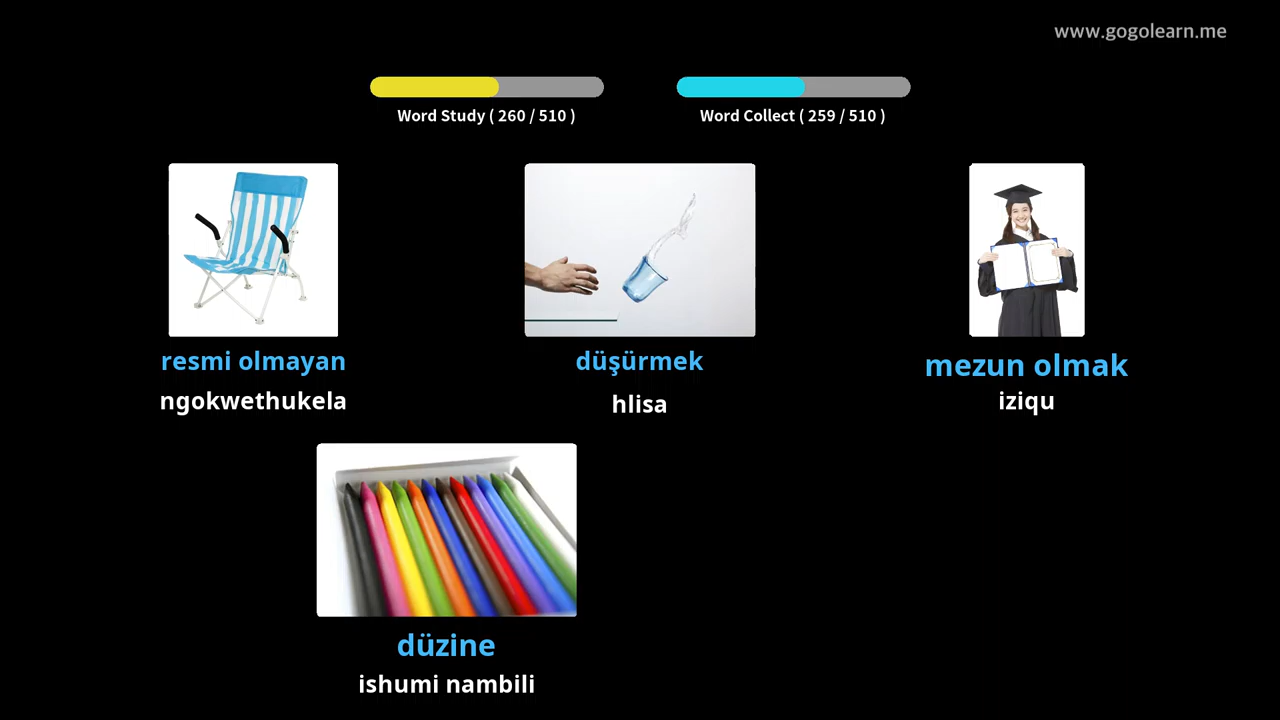 www.gogolearn.me
Word Study ( 260 / 510 )
Word Collect ( 259 / 510 )
resmi olmayan
ngokwethukela
düşürmek
hlisa
mezun olmak
iziqu
düzine
ishumi nambili